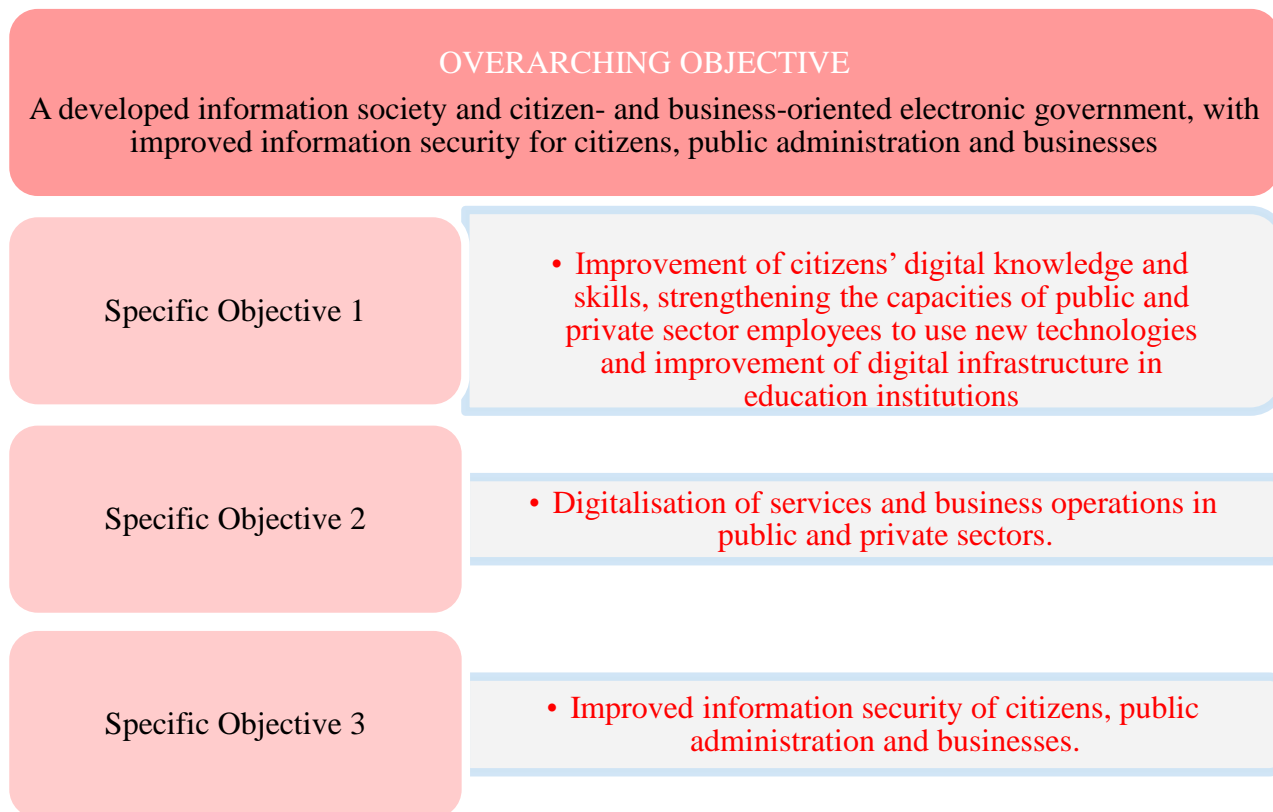 OVERARCHING OBJECTIVE
A developed information society and citizen- and business-oriented electronic government, with
improved information security for citizens, public administration and businesses
Specific Objective 1
• Improvement of citizens’ digital knowledge and
skills, strengthening the capacities of public and
private sector employees to use new technologies
and improvement of digital infrastructure in
education institutions
Specific Objective 2
• Digitalisation of services and business operations in
public and private sectors.
Specific Objective 3
• Improved information security of citizens, public
administration and businesses.